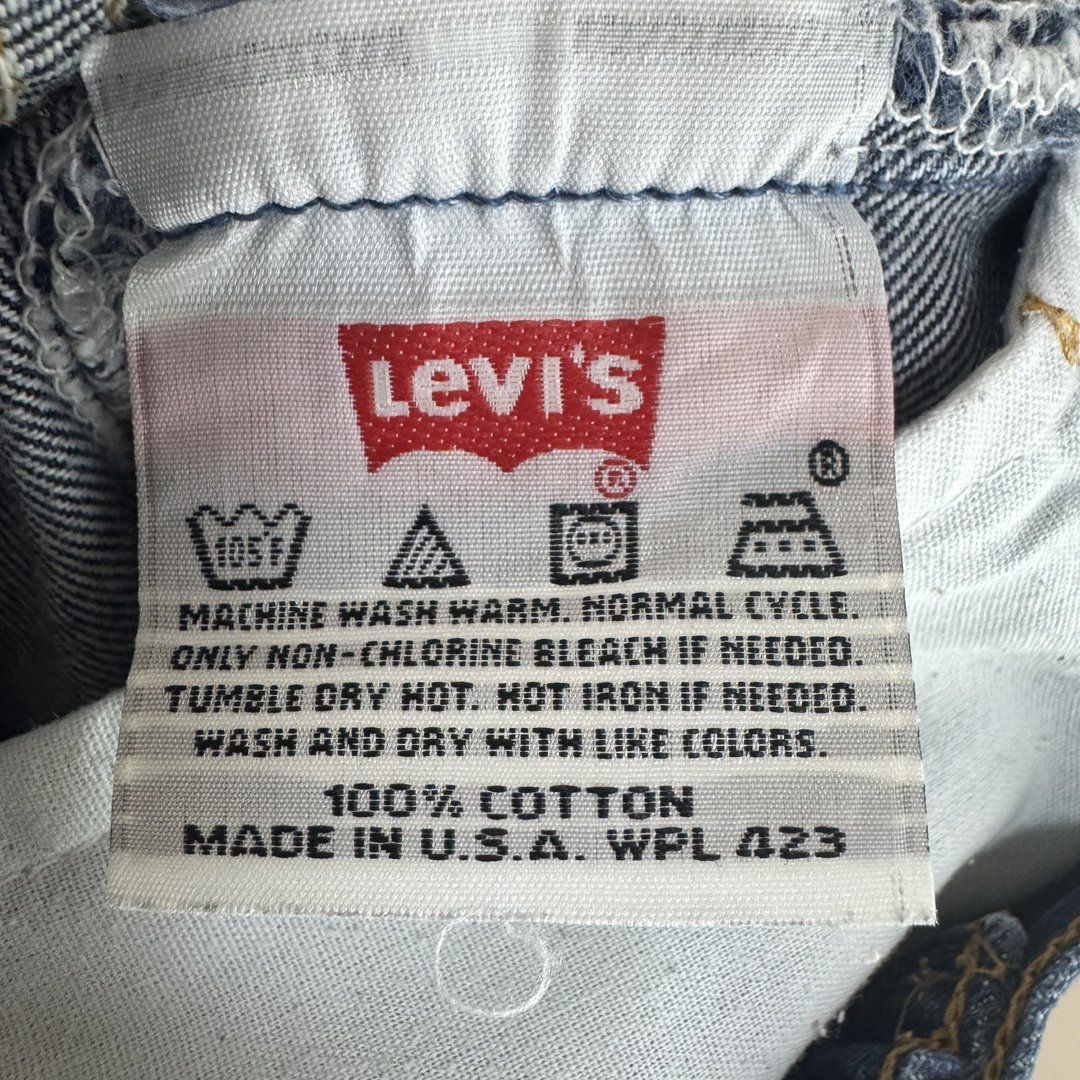 LEVI'S
®
®
105°F
MACHINE WASH WARM. NORMAL CYCLE.
ONLY NON-CHLORINE BLEACH IF NEEDED.
TUMBLE DRY HOT. HOT IRON IF NEEDED.
WASH AND DRY WITH LIKE COLORS.
100% COTTON
MADE IN U.S.A. WPL 423